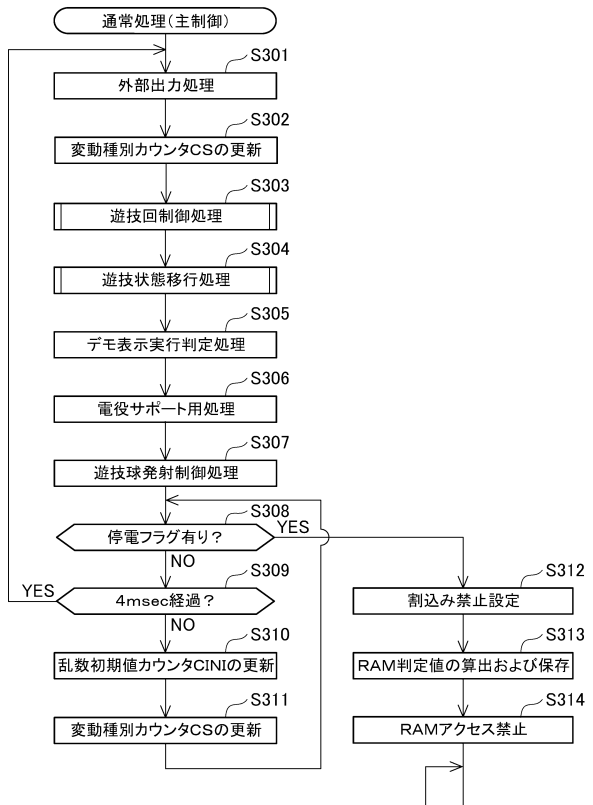 通常処理(主制御)
S301
外部出力処理
S302
変動種別カウンタCSの更新
S303
遊技回制御処理
S304
遊技状態移行処理
S305
デモ表示実行判定処理
S306
電役サポート用処理
S307
遊技球発射制御処理
S308
停電フラグ有り？
YES
NO
S309
YES
4msec経過？
NO
S310
乱数初期値カウンタCINIの更新
S311
変動種別カウンタCSの更新
S312
割込み禁止設定
S313
RAM判定値の算出および保存
S314
RAMアクセス禁止